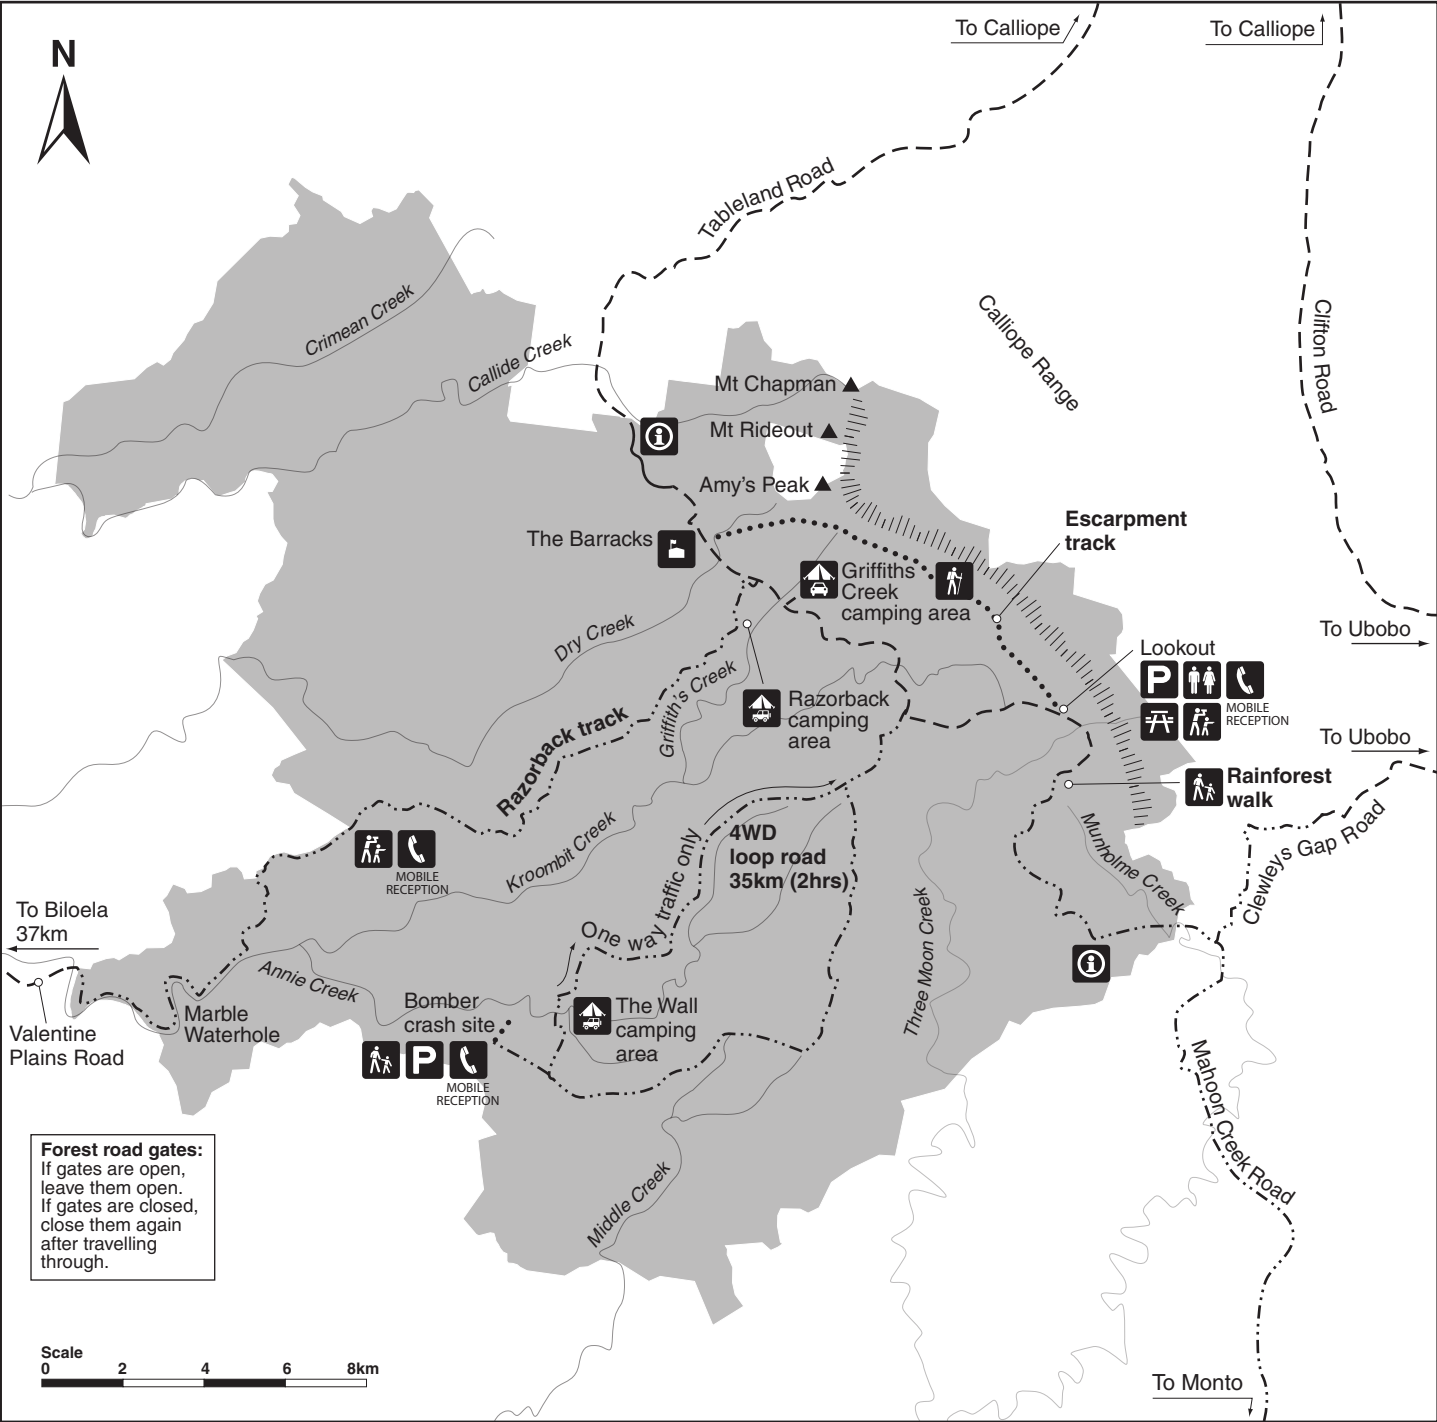 To Calliope
To Calliope
N
Tableland Road
Clifton Road
Calliope Range
Crimean Creek
Callide Creek
Mt Chapman
Mt Rideout
Amy's Peak
Escarpment
track
The Barracks
Griffiths
Creek
camping area
To Ubobo
Dry Creek
Lookout
P
MOBILE
RECEPTION
Griffith's Creek
Razorback
camping
area
Razorback track
To Ubobo
Rainforest
walk
4WD
loop road
35km (2hrs)
One way traffic only
Munholme Creek
Clewleys Gap Road
Kroombit Creek
MOBILE
RECEPTION
To Biloela
37km
Three Moon Creek
Annie Creek
Marble
Waterhole
Bomber
crash site
P
MOBILE
RECEPTION
The Wall
camping
area
Valentine
Plains Road
Mahoon Creek Road
Middle Creek
Forest road gates:
If gates are open,
leave them open.
If gates are closed,
close them again
after travelling
through.
Scale
0 2 4 6 8km
To Monto